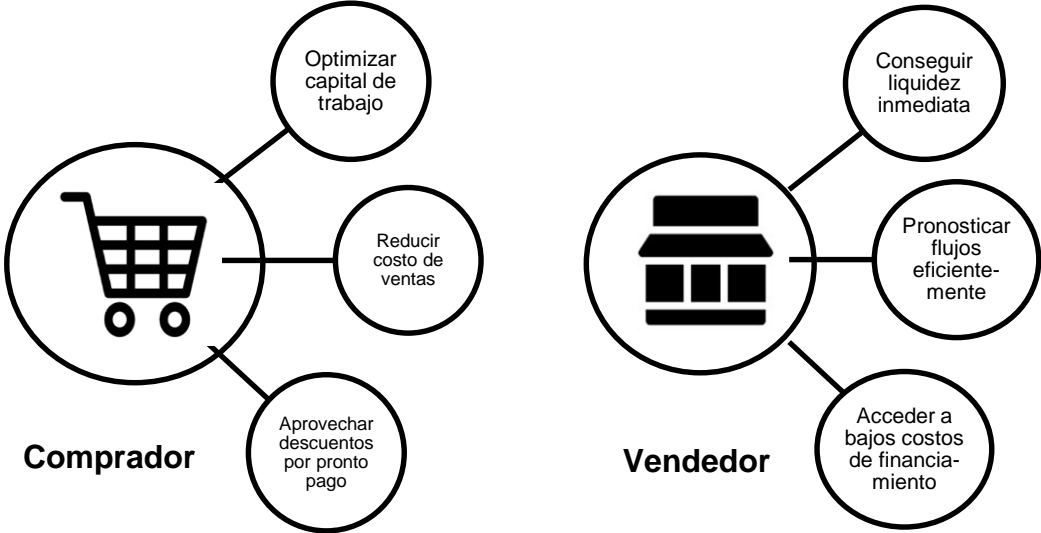 Optimizar
capital de
trabajo
Reducir
costo de
ventas
Aprovechar
descuentos
por pronto
pago
Comprador
Conseguir
liquidez
inmediata
Pronosticar
flujos
eficiente-
mente
Acceder a
bajos costos
de financia-
miento
Vendedor